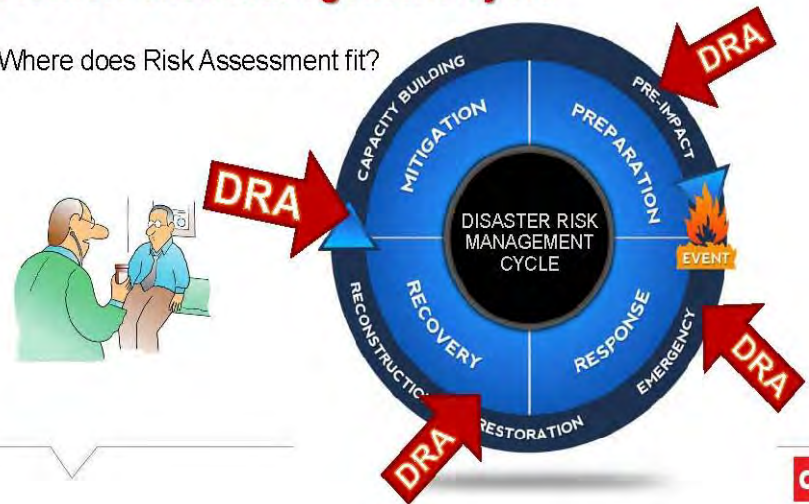 Where does Risk Assessment fit?
DRA
CAPACITY BUILDING
PRE-IMPACT
MITIGATION
PREPARATION
DRA
DISASTER RISK
MANAGEMENT
CYCLE
EVENT
RECOVERY
RESPONSE
RECONSTRUCTION
EMERGENCY
DRA
RESTORATION
DRA